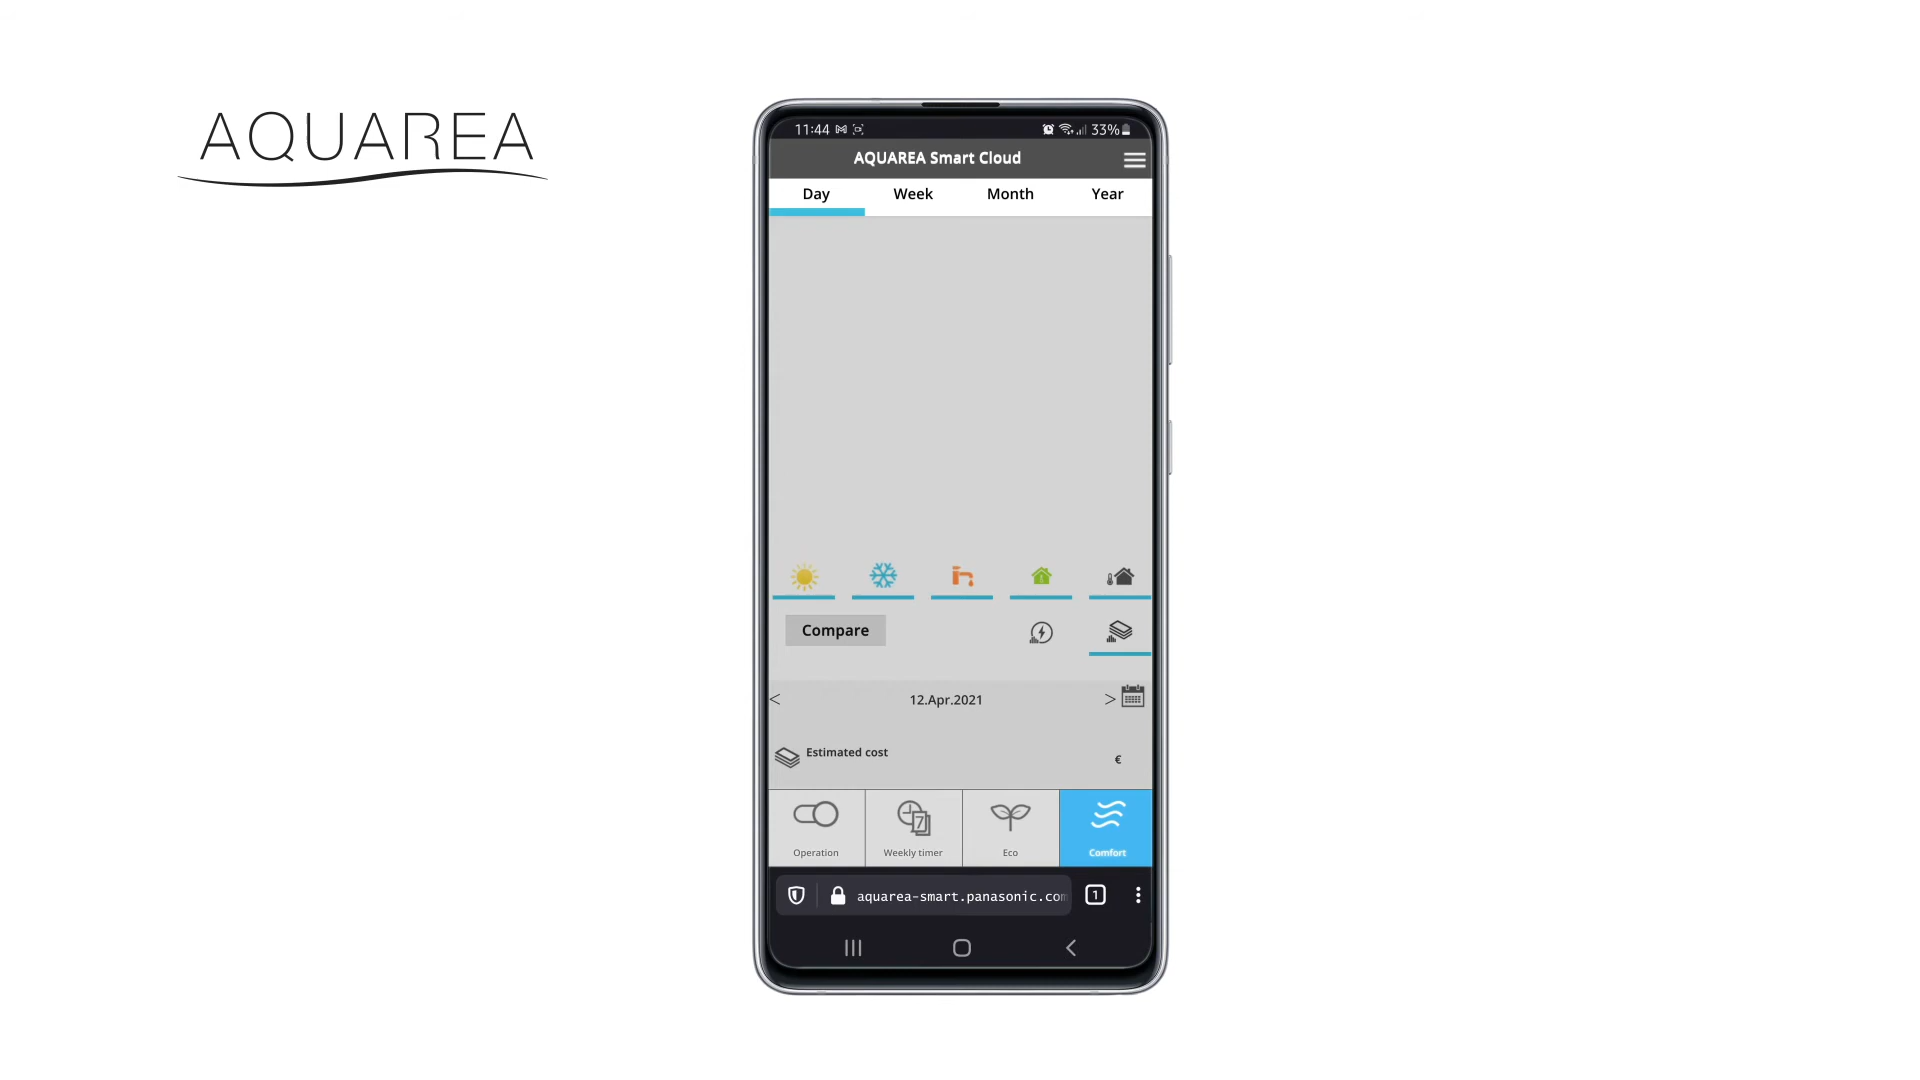 AQUAREA
11:44
33%
AQUAREA Smart Cloud
Day Week Month Year
Compare
< 12.Apr.2021 >
Estimated cost
€
7
Operation Weekly timer Eco Comfort
aquarea-smart.panasonic.com
1